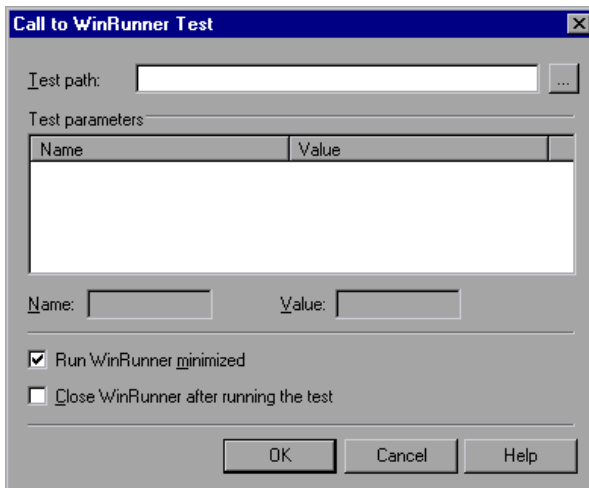 Call to WinRunner Test
Test path: ...
Test parameters
Name Value
Name: Value:
Run WinRunner minimized
Close WinRunner after running the test
OK Cancel Help